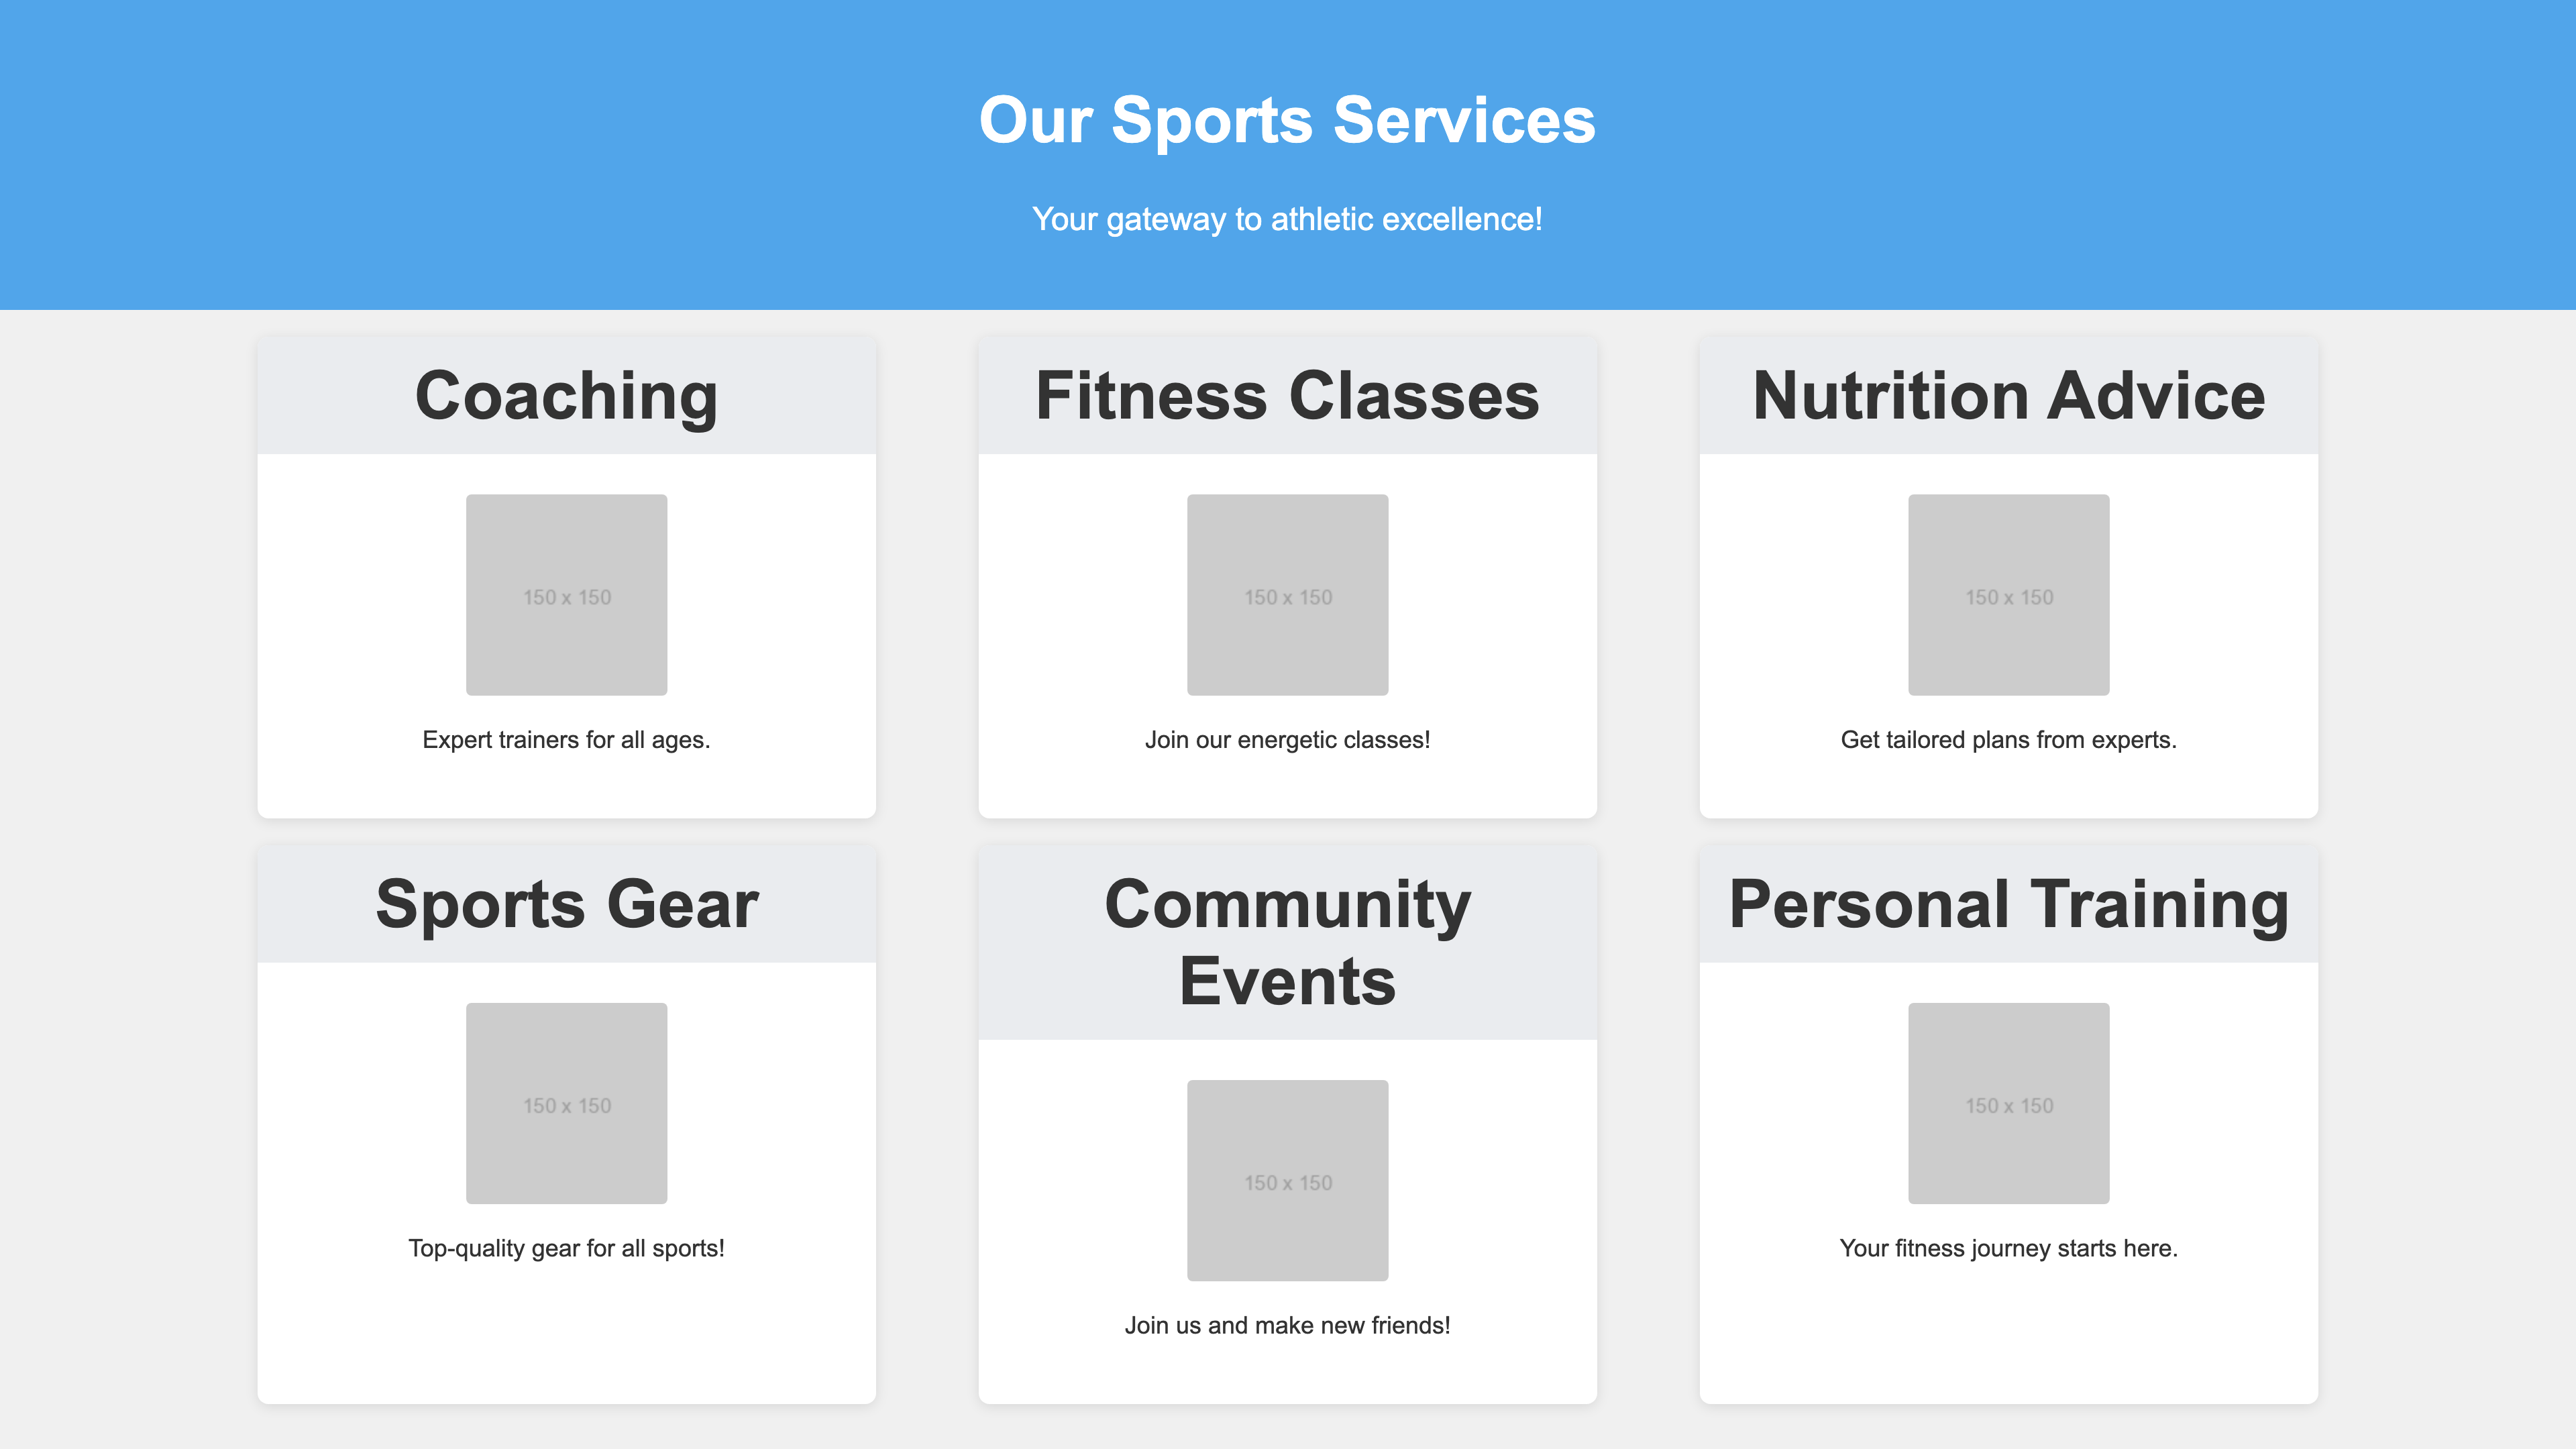 Our Sports Services
Your gateway to athletic excellence!
Coaching
150 x 150
Expert trainers for all ages.
Fitness Classes
150 x 150
Join our energetic classes!
Nutrition Advice
150 x 150
Get tailored plans from experts.
Sports Gear
150 x 150
Top-quality gear for all sports!
Community
Events
150 x 150
Join us and make new friends!
Personal Training
150 x 150
Your fitness journey starts here.